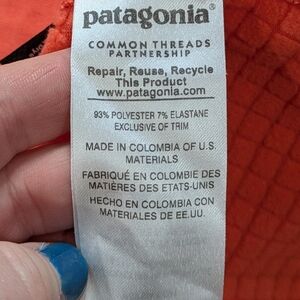 patagonia®
COMMON THREADS
PARTNERSHIP
Repair, Reuse, Recycle
This Product
www.patagonia.com
93% POLYESTER 7% ELASTANE
EXCLUSIVE OF TRIM
MADE IN COLOMBIA OF U.S.
MATERIALS
FABRIQUÉ EN COLOMBIE DES
MATIÈRES DES ETATS-UNIS
HECHO EN COLOMBIA CON
MATERIALES DE EE.UU.